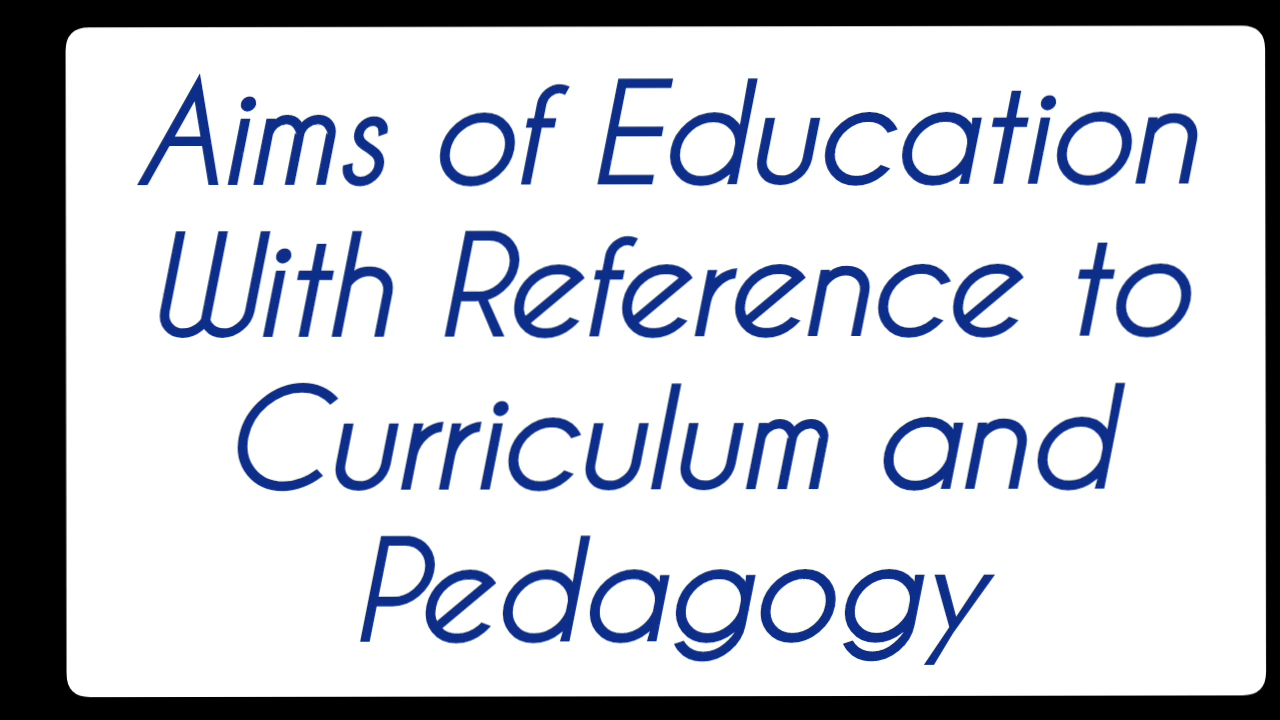 Aims of Education
With Reference to
Curriculum and
Pedagogy